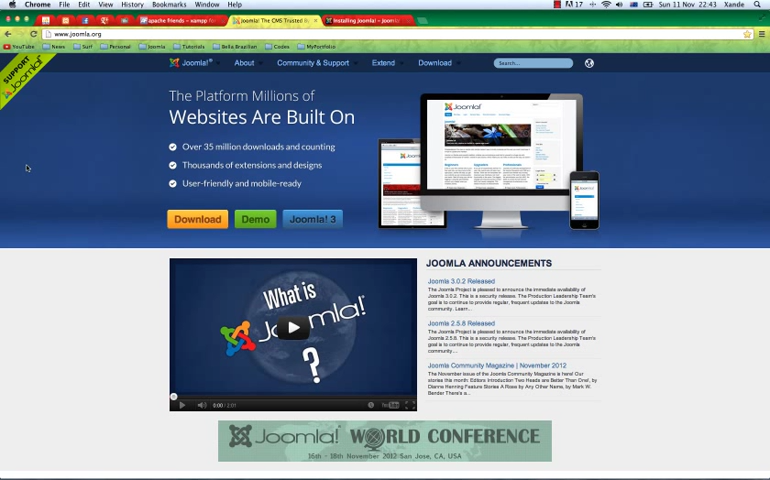 Chrome File Edit View History Bookmarks Window Help
17 Sun 11 Nov 22:43 Xande
apache friends - xampp
Joomla! The CMS Trusted
Installing Joomla! – Joomla
www.joomla.org
YouTube News Surf Personal Joomla Tutorials Bella Brazilian Codes MyPortfolio
SUPPORT
Joomla!
Joomla!® About Community & Support Extend Download Search...
The Platform Millions of
Websites Are Built On
Over 35 million downloads and counting
Thousands of extensions and designs
User-friendly and mobile-ready
Download Demo Joomla! 3
Joomla!
What is
Joomla!
?
0:00 / 2:01 YouTube
JOOMLA ANNOUNCEMENTS
Joomla 3.0.2 Released
The Joomla Project is pleased to announce the immediate availability of
Joomla 3.0.2. This is a security release. The Production Leadership Team's
goal is to continue to provide regular, frequent updates to the Joomla
community. Learn...
Joomla 2.5.8 Released
The Joomla Project is pleased to announce the immediate availability of
Joomla 2.5.8. This is a security release. The Production Leadership Team's
goal is to continue to provide regular, frequent updates to the Joomla
community....
Joomla Community Magazine | November 2012
The November issue of the Joomla Community Magazine is here! Our
stories this month: Editors Introduction Two Heads are Better Than One!, by
Dianne Henning Feature Stories A Rose by Any Other Name, by Mark W.
Bender There's a...
Joomla! WORLD CONFERENCE
16th - 18th November 2012 San Jose, CA, USA